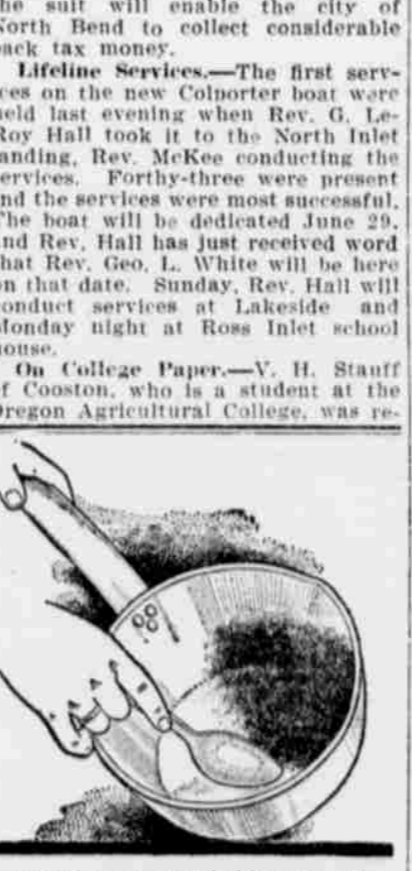 he suit will enable the city of
North Bend to collect considerable
back tax money.
Lifeline Services.—The first serv-
ces on the new Colporter boat were
held last evening when Rev. G. Le-
Roy Hall took it to the North Inlet
landing, Rev. McKee conducting the
services. Forthy-three were present
and the services were most successful.
The boat will be dedicated June 29,
and Rev. Hall has just received word
that Rev. Geo. L. White will be here
on that date. Sunday, Rev. Hall will
conduct services at Lakeside and
Monday night at Ross Inlet school
house.
On College Paper.—V. H. Stauff
of Cooston, who is a student at the
Oregon Agricultural College, was re-